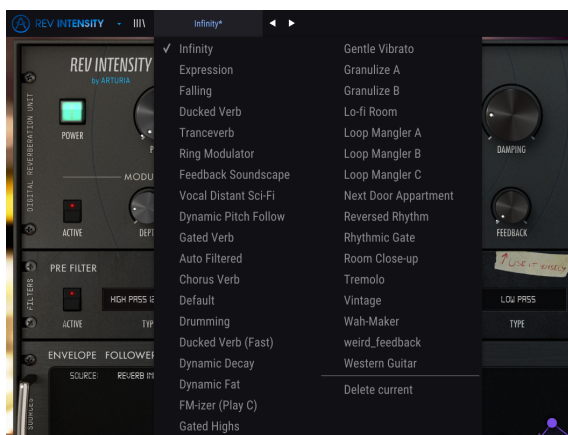 REV INTENSITY
Infinity*
REV INTENSITY
by ARTURIA
DIGITAL REVERBERATION UNIT
POWER
MODU
ACTIVE
DEPT
DAMPING
FEEDBACK
FILTERS
PRE FILTER
HIGH PASS 12
ACTIVE
TYP
USE IT WISELY
LOW PASS
TYPE
SOURCES
ENVELOPE FOLLOWER
SOURCE:
REVERB IN
✓ Infinity
Expression
Falling
Ducked Verb
Tranceverb
Ring Modulator
Feedback Soundscape
Vocal Distant Sci-Fi
Dynamic Pitch Follow
Gated Verb
Auto Filtered
Chorus Verb
Default
Drumming
Ducked Verb (Fast)
Dynamic Decay
Dynamic Fat
FM-izer (Play C)
Gated Highs
Gentle Vibrato
Granulize A
Granulize B
Lo-fi Room
Loop Mangler A
Loop Mangler B
Loop Mangler C
Next Door Appartment
Reversed Rhythm
Rhythmic Gate
Room Close-up
Tremolo
Vintage
Wah-Maker
weird_feedback
Western Guitar
Delete current